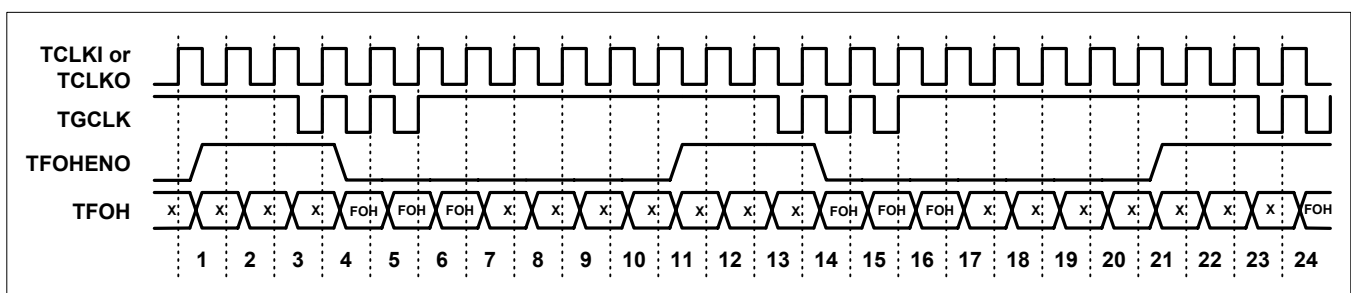 TCLKI or
TCLKO
TGCLK
TFOHENO
TFOH X X X X FOH FOH FOH X X X X X X X FOH FOH FOH X X X X X X X FOH
1 2 3 4 5 6 7 8 9 10 11 12 13 14 15 16 17 18 19 20 21 22 23 24